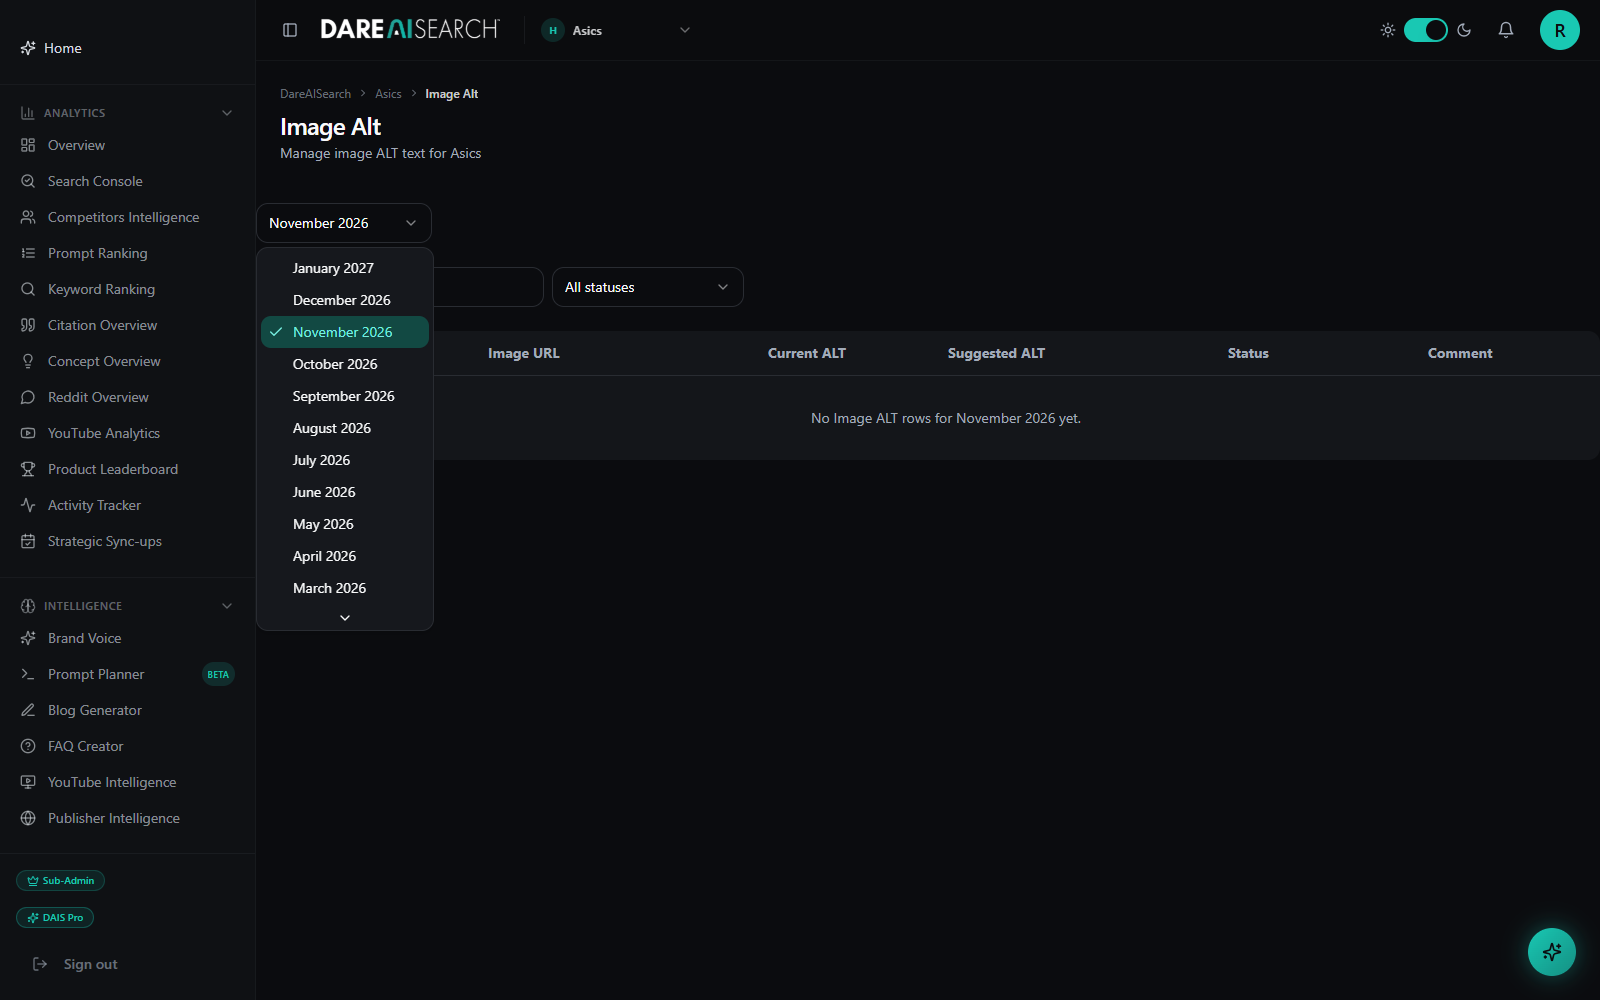 Home
ANALYTICS
Overview
Search Console
Competitors Intelligence
Prompt Ranking
Keyword Ranking
Citation Overview
Concept Overview
Reddit Overview
YouTube Analytics
Product Leaderboard
Activity Tracker
Strategic Sync-ups
INTELLIGENCE
Brand Voice
Prompt Planner BETA
Blog Generator
FAQ Creator
YouTube Intelligence
Publisher Intelligence
Sub-Admin
DAIS Pro
Sign out
DARE AI SEARCH
H Asics
R
DareAISearch > Asics > Image Alt
Image Alt
Manage image ALT text for Asics
November 2026
January 2027
December 2026
November 2026
October 2026
September 2026
August 2026
July 2026
June 2026
May 2026
April 2026
March 2026
All statuses
Image URL Current ALT Suggested ALT Status Comment
No Image ALT rows for November 2026 yet.